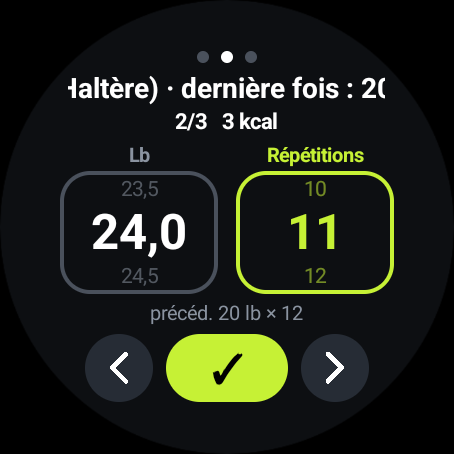 Haltère) · dernière fois : 20
2/3 3 kcal
Lb
Répétitions
23,5
24,0
24,5
10
11
12
précéd. 20 lb × 12